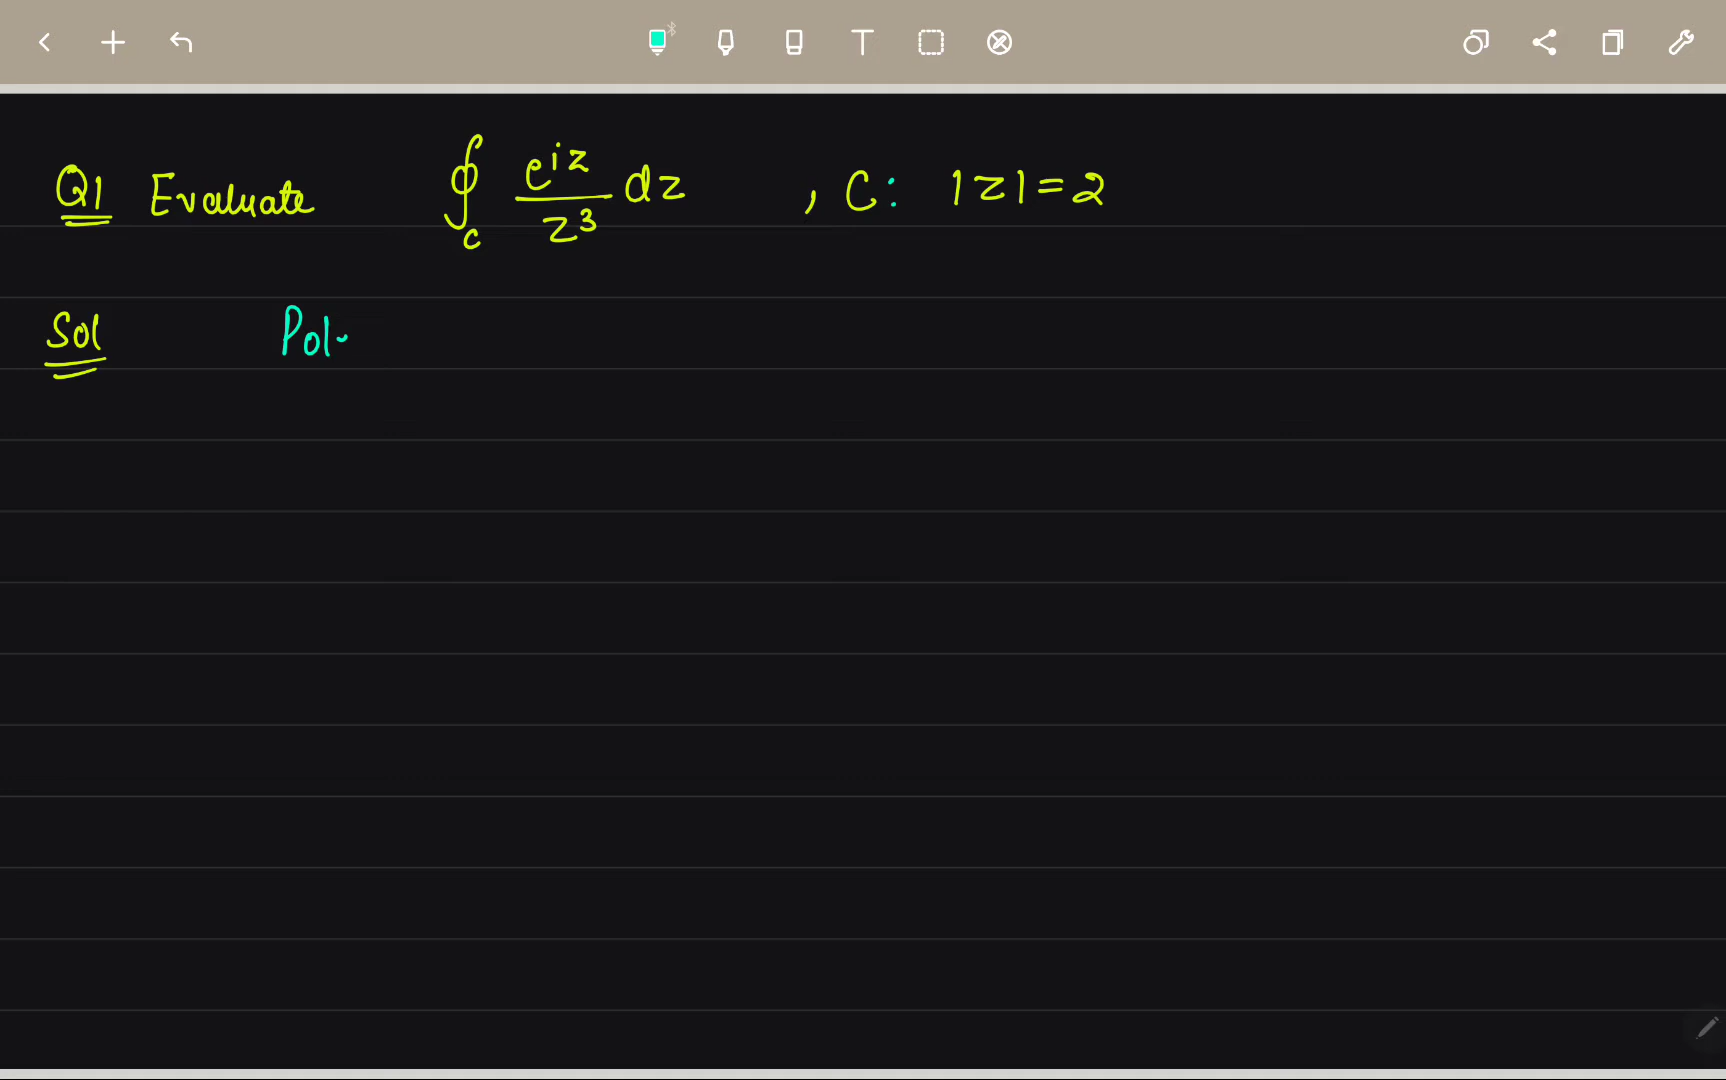 Q1 Evaluate ∮_c e^{iz}/z^3 dz , C: |z|=2
Sol Pol